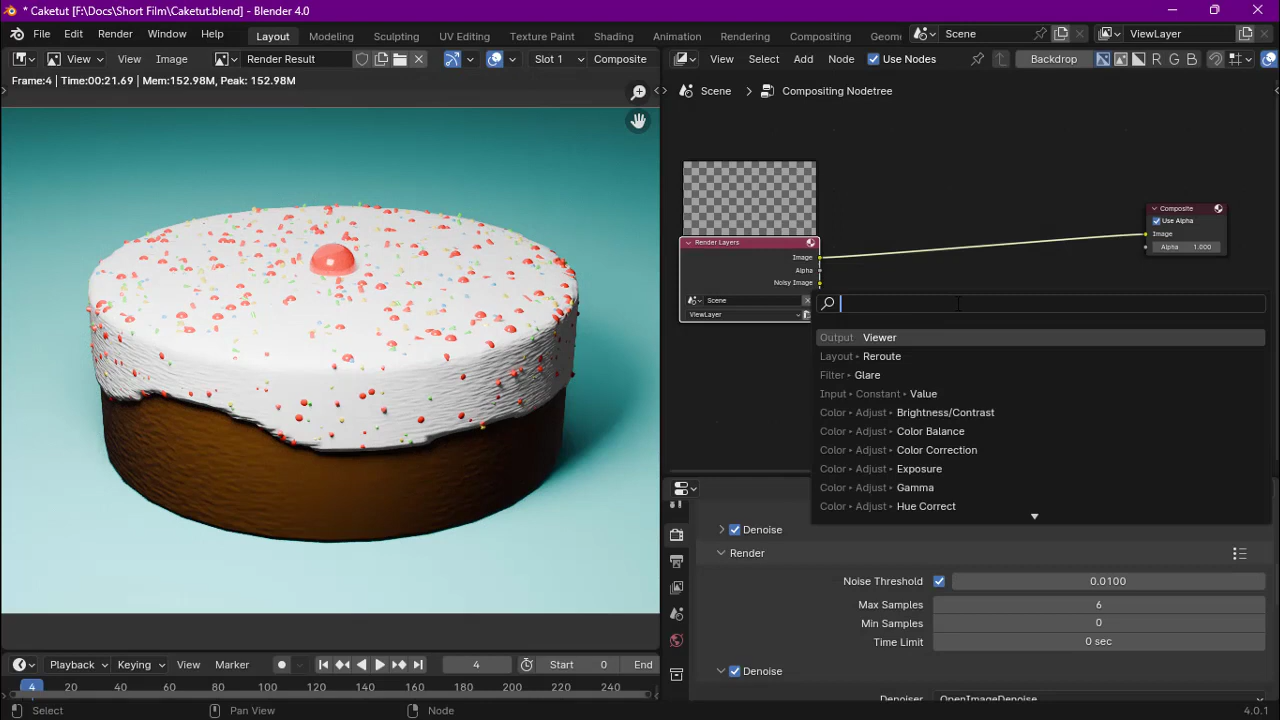 * Caketut [F:\Docs\Short Film\Caketut.blend] - Blender 4.0
File Edit Render Window Help Layout Modeling Sculpting UV Editing Texture Paint Shading Animation Rendering Compositing Geom Scene ViewLayer
View View Image Render Result Slot 1 Composite View Select Add Node Use Nodes Backdrop R G B
Frame:4 | Time:00:21.69 | Mem:152.98M, Peak: 152.98M
Scene > Compositing Nodetree
Composite
Use Alpha
Image
Alpha 1.000
Render Layers
Image
Alpha
Noisy Image
Scene
ViewLayer
Output Viewer
Layout ▸ Reroute
Filter ▸ Glare
Input ▸ Constant ▸ Value
Color ▸ Adjust ▸ Brightness/Contrast
Color ▸ Adjust ▸ Color Balance
Color ▸ Adjust ▸ Color Correction
Color ▸ Adjust ▸ Exposure
Color ▸ Adjust ▸ Gamma
Color ▸ Adjust ▸ Hue Correct
Denoise
Render
Noise Threshold 0.0100
Max Samples 6
Min Samples 0
Time Limit 0 sec
Denoise
Denoiser OpenImageDenoise
Playback Keying View Marker 4 Start 0 End
4 20 40 60 80 100 120 140 160 180 200 220 240
Select Pan View Node 4.0.1